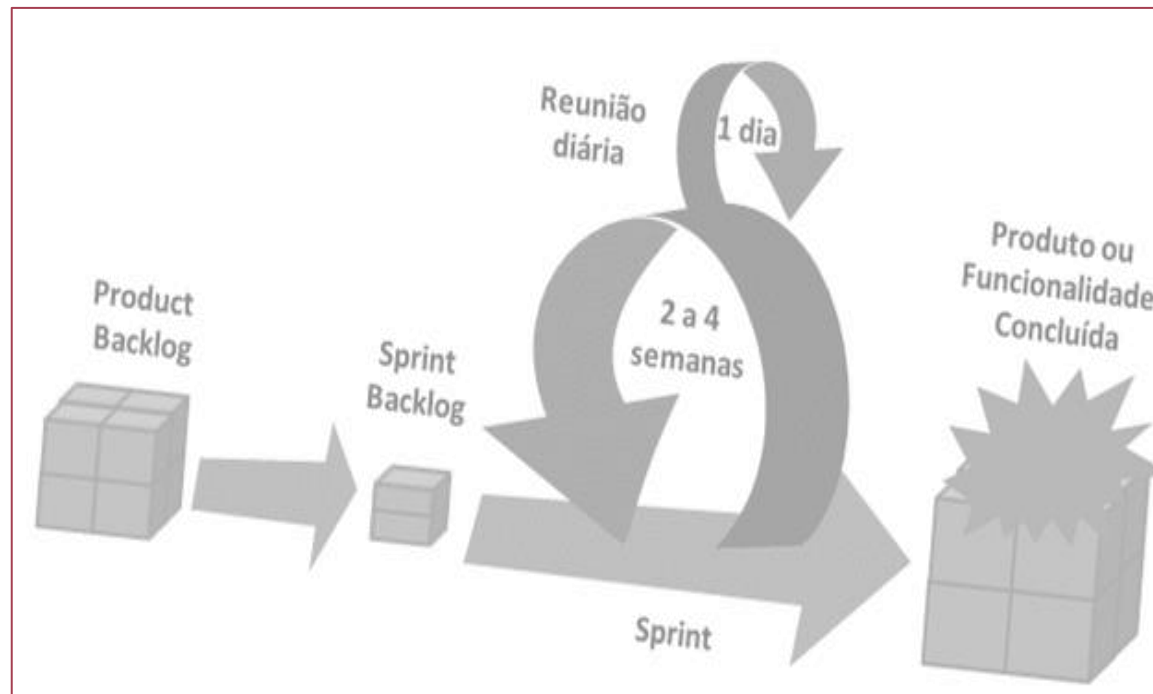 Reunião
diária
1 dia
Product
Backlog
Sprint
Backlog
2 a 4
semanas
Produto ou
Funcionalidade
Concluída
Sprint